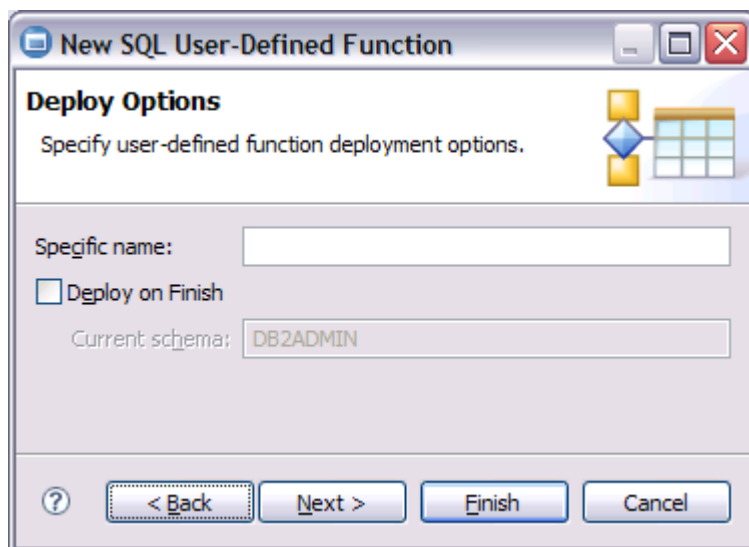 New SQL User-Defined Function
Deploy Options
Specify user-defined function deployment options.
Specific name:
Deploy on Finish
Current schema: DB2ADMIN
? < Back Next > Finish Cancel